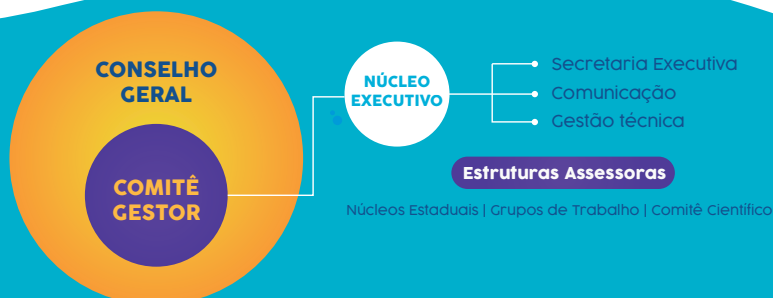 CONSELHO
GERAL
COMITÊ
GESTOR
NÚCLEO
EXECUTIVO
Secretaria Executiva
Comunicação
Gestão técnica
Estruturas Assessoras
Núcleos Estaduais | Grupos de Trabalho | Comitê Científico